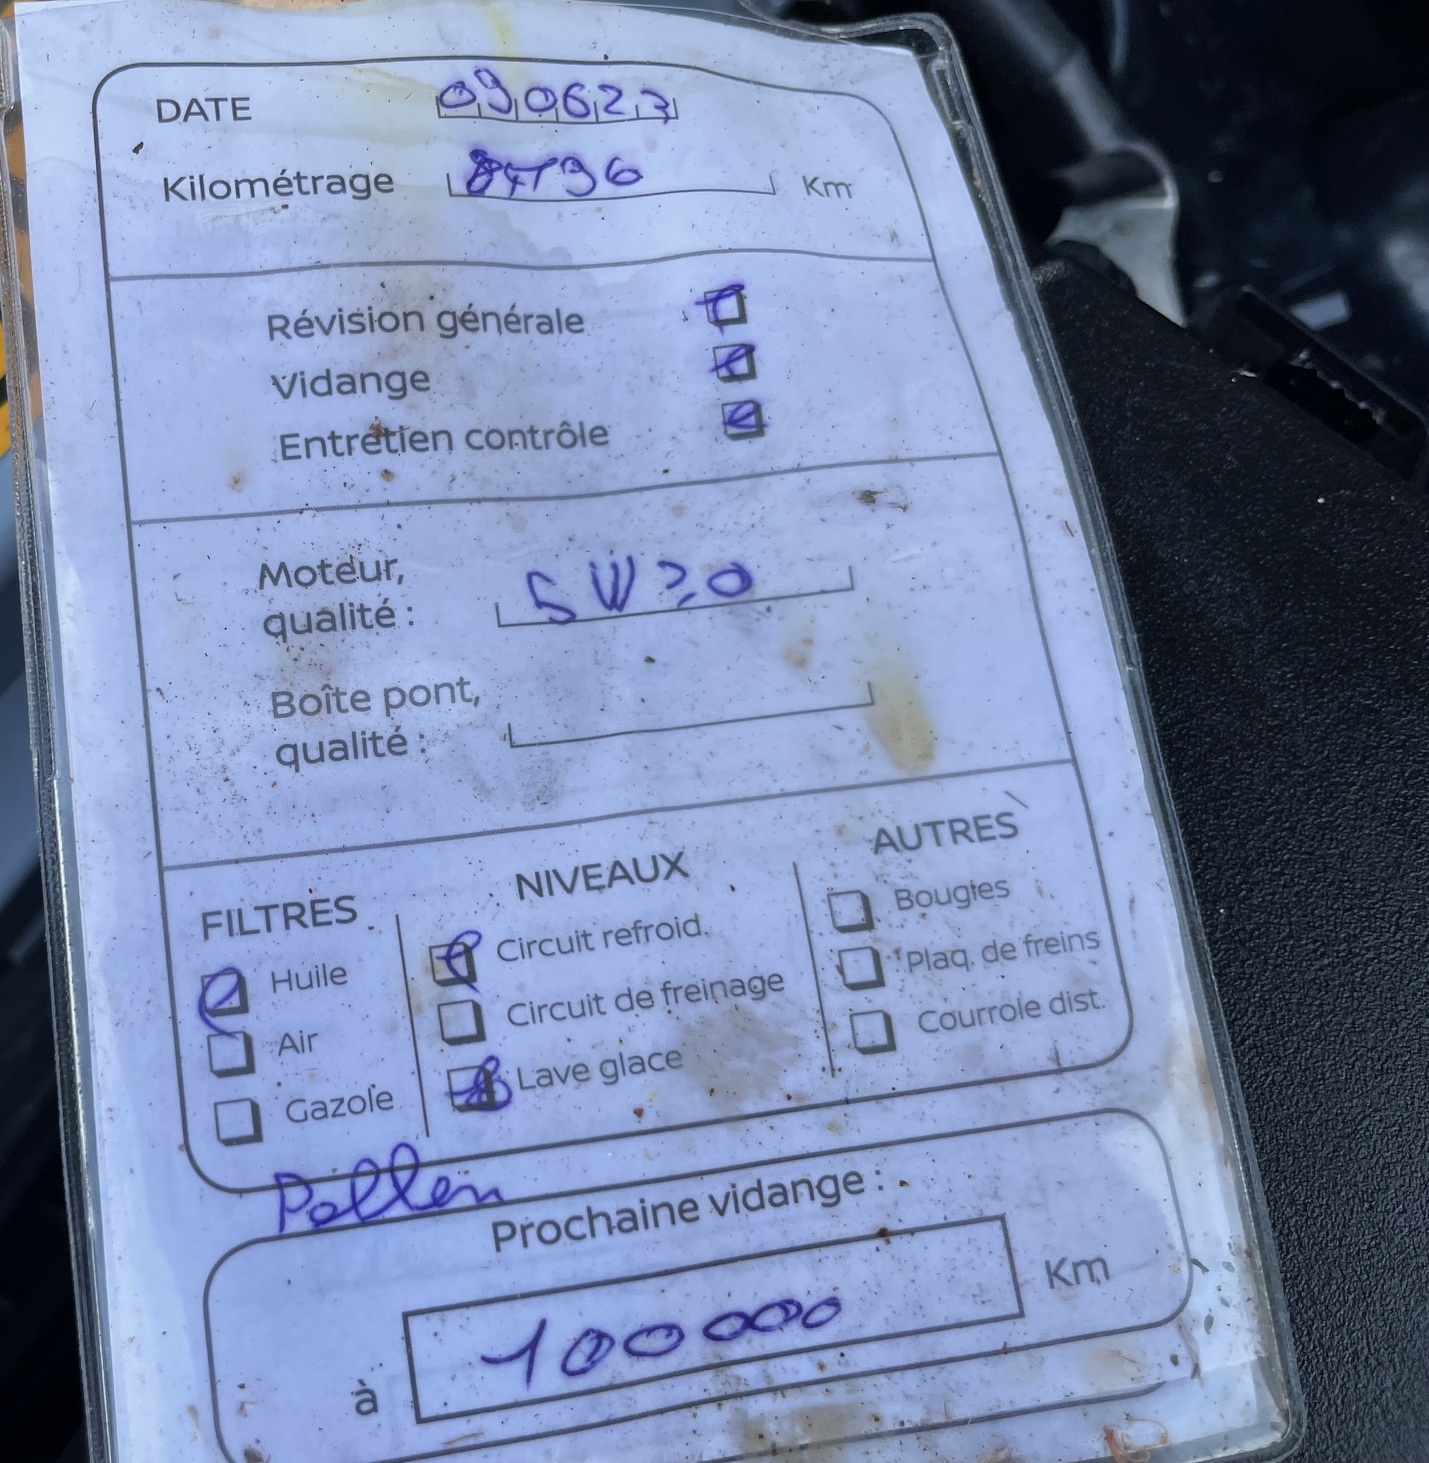 DATE 090623
Kilométrage 84796 Km
Révision générale
Vidange
Entretien contrôle
Moteur,
qualité : 5W30
Boîte pont,
qualité :
FILTRES
Huile
Air
Gazole
NIVEAUX
Circuit refroid.
Circuit de freinage
Lave glace
AUTRES
Bougies
Plaq. de freins
Courroie dist.
Pollen
Prochaine vidange :
à 100000 Km